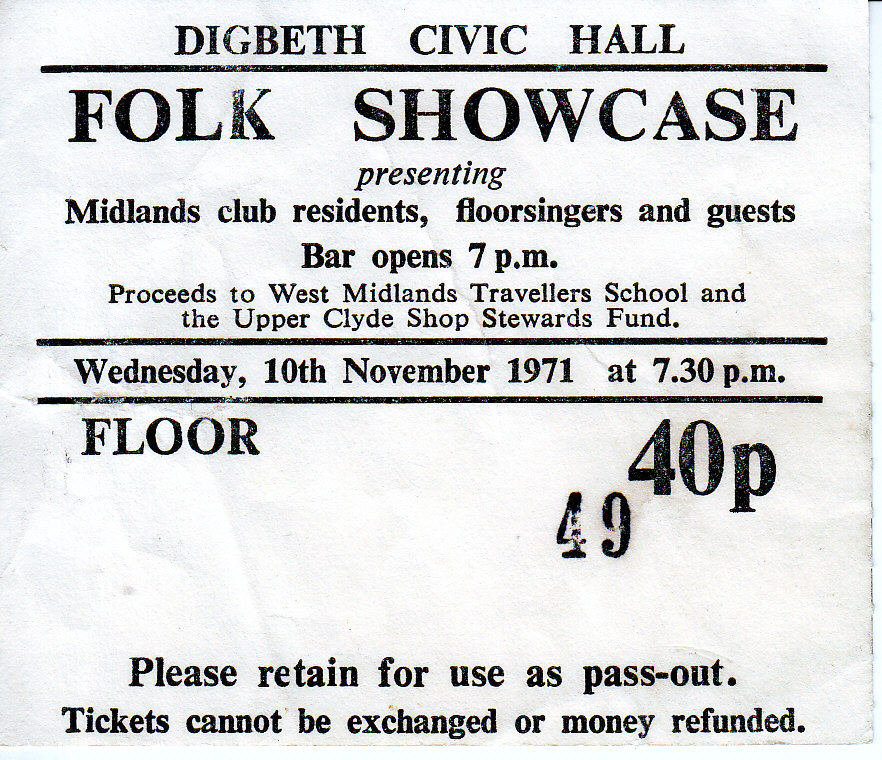 DIGBETH CIVIC HALL
FOLK SHOWCASE
presenting
Midlands club residents, floorsingers and guests
Bar opens 7 p.m.
Proceeds to West Midlands Travellers School and
the Upper Clyde Shop Stewards Fund.
Wednesday, 10th November 1971 at 7.30 p.m.
FLOOR 40p
49
Please retain for use as pass-out.
Tickets cannot be exchanged or money refunded.